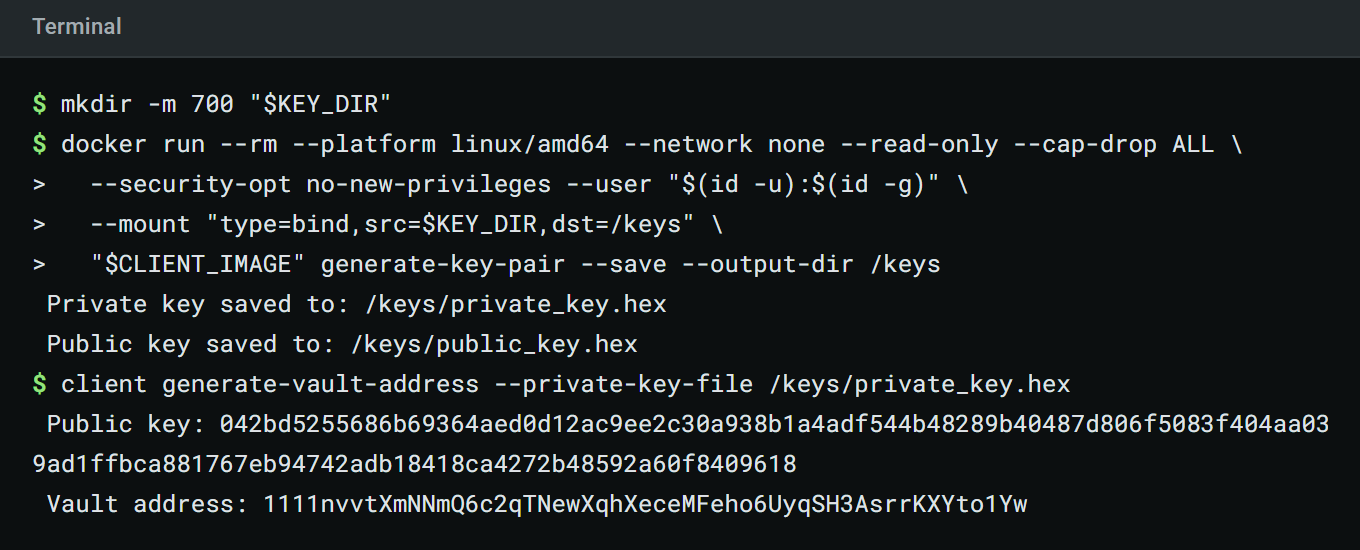 Terminal
$ mkdir -m 700 "$KEY_DIR"
$ docker run --rm --platform linux/amd64 --network none --read-only --cap-drop ALL \
>   --security-opt no-new-privileges --user "$(id -u):$(id -g)" \
>   --mount "type=bind,src=$KEY_DIR,dst=/keys" \
>   "$CLIENT_IMAGE" generate-key-pair --save --output-dir /keys
Private key saved to: /keys/private_key.hex
Public key saved to: /keys/public_key.hex
$ client generate-vault-address --private-key-file /keys/private_key.hex
Public key: 042bd5255686b69364aed0d12ac9ee2c30a938b1a4adf544b48289b40487d806f5083f404aa03
9ad1ffbca881767eb94742adb18418ca4272b48592a60f8409618
Vault address: 1111nvvtXmNNmQ6c2qTNewXqhXeceMFeho6UyqSH3AsrrKXYto1Yw